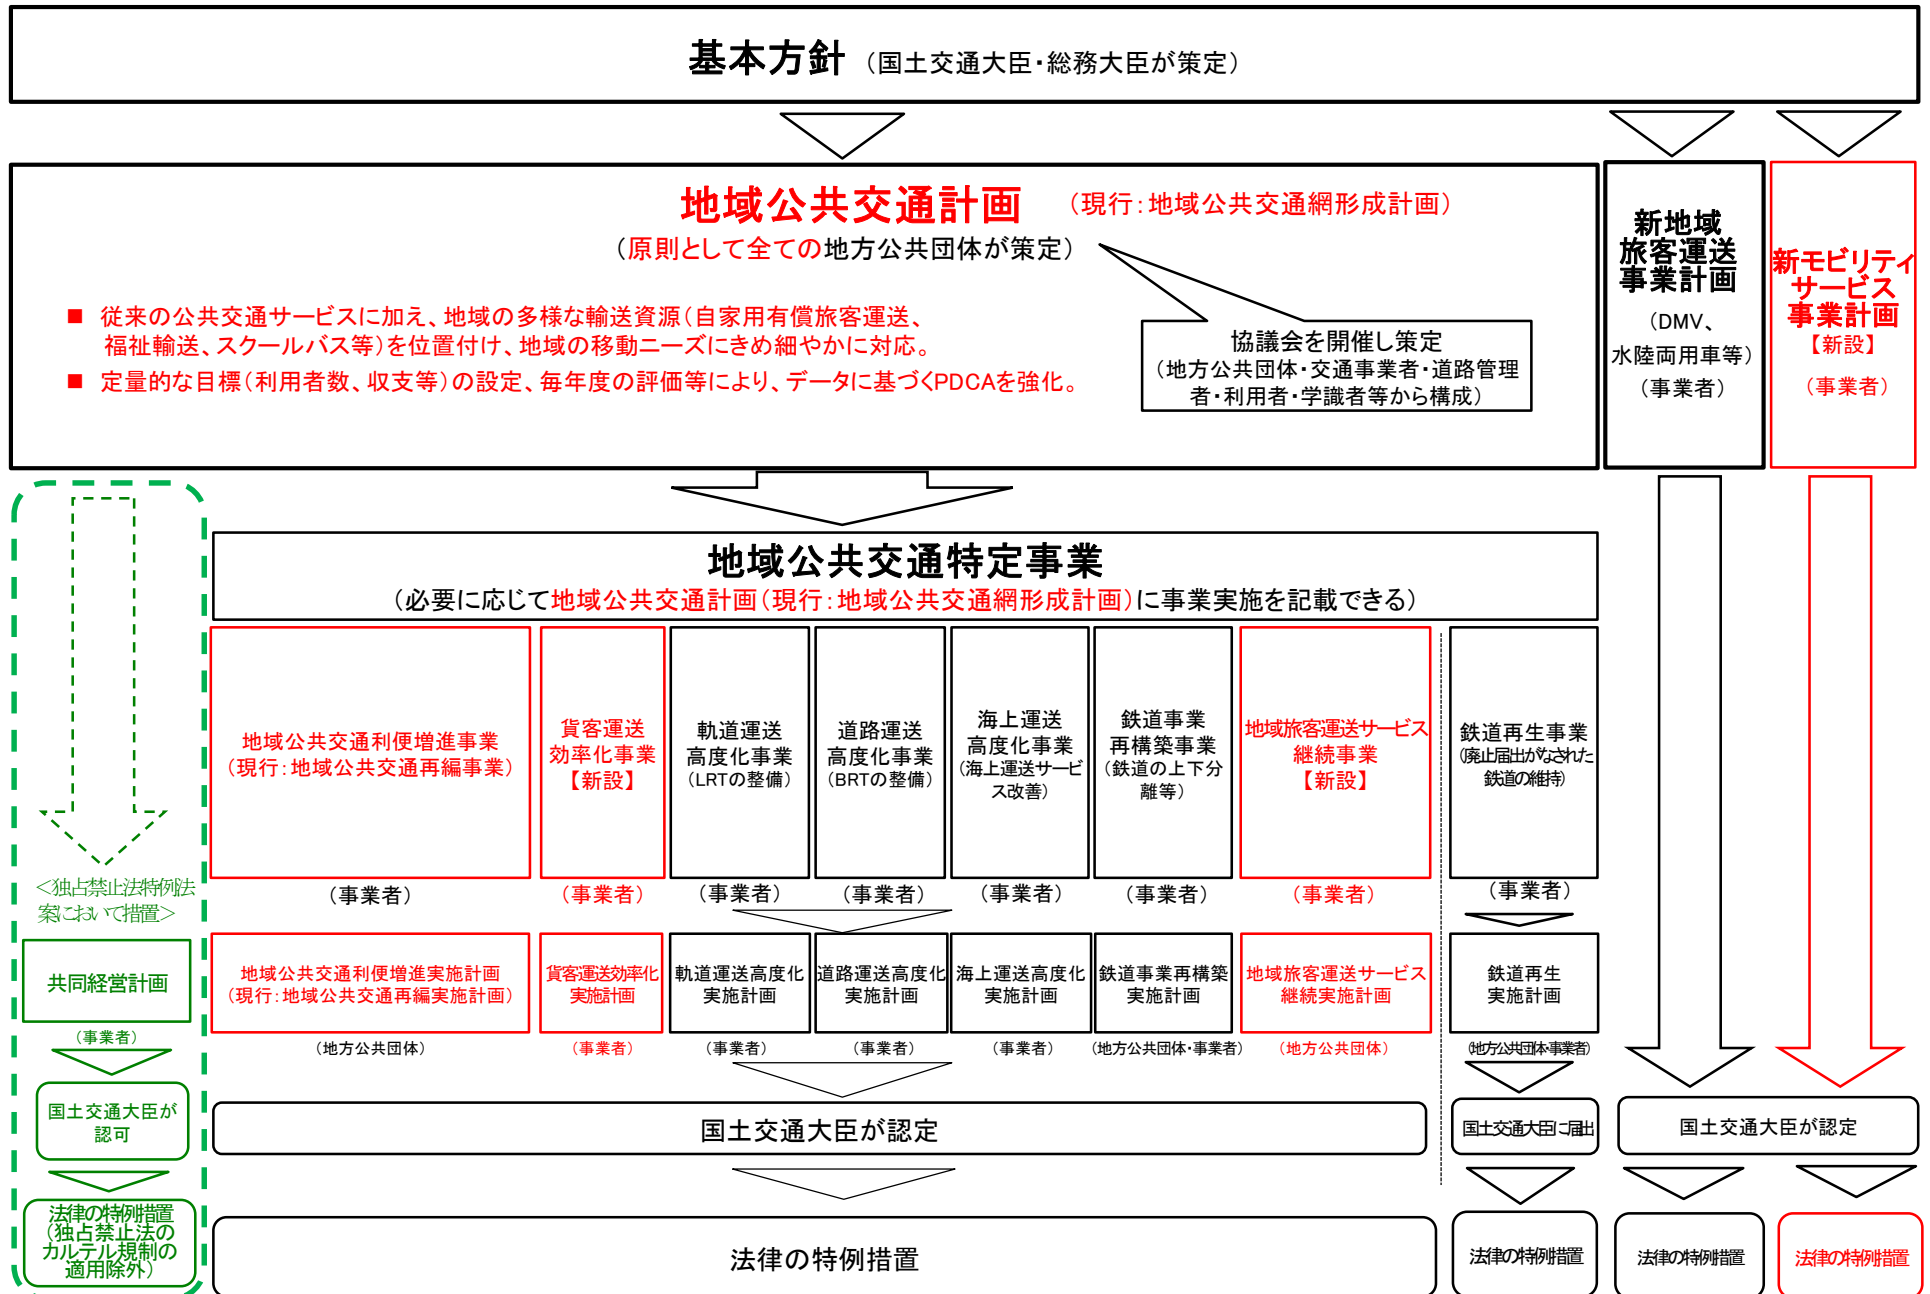 基本方針（国土交通大臣・総務大臣が策定）
地域公共交通計画　（現行：地域公共交通網形成計画）
（原則として全ての地方公共団体が策定）
■ 従来の公共交通サービスに加え、地域の多様な輸送資源（自家用有償旅客運送、
福祉輸送、スクールバス等）を位置付け、地域の移動ニーズにきめ細やかに対応。
■ 定量的な目標（利用者数、収支等）の設定、毎年度の評価等により、データに基づくPDCAを強化。
協議会を開催し策定
（地方公共団体・交通事業者・道路管理
者・利用者・学識者等から構成）
新地域
旅客運送
事業計画
（DMV、
水陸両用車等）
（事業者）
新モビリティ
サービス
事業計画
【新設】
（事業者）
地域公共交通特定事業
（必要に応じて地域公共交通計画（現行：地域公共交通網形成計画）に事業実施を記載できる）
地域公共交通利便増進事業
（現行：地域公共交通再編事業）
（事業者）
貨客運送
効率化事業
【新設】
（事業者）
軌道運送
高度化事業
（LRTの整備）
（事業者）
道路運送
高度化事業
（BRTの整備）
（事業者）
海上運送
高度化事業
（海上運送サービ
ス改善）
（事業者）
鉄道事業
再構築事業
（鉄道の上下分
離等）
（事業者）
地域旅客運送サービス
継続事業
【新設】
（事業者）
鉄道再生事業
（廃止届出がなされた
鉄道の維持）
（事業者）
＜独占禁止法特例法
案において措置＞
共同経営計画
（事業者）
国土交通大臣が
認可
法律の特例措置
（独占禁止法の
カルテル規制の
適用除外）
地域公共交通利便増進実施計画
（現行：地域公共交通再編実施計画）
（地方公共団体）
貨客運送効率化
実施計画
（事業者）
軌道運送高度化
実施計画
（事業者）
道路運送高度化
実施計画
（事業者）
海上運送高度化
実施計画
（事業者）
鉄道事業再構築
実施計画
（地方公共団体・事業者）
地域旅客運送サービス
継続実施計画
（地方公共団体）
鉄道再生
実施計画
（地方公共団体・事業者）
国土交通大臣が認定
国土交通大臣に届出
国土交通大臣が認定
法律の特例措置
法律の特例措置
法律の特例措置
法律の特例措置